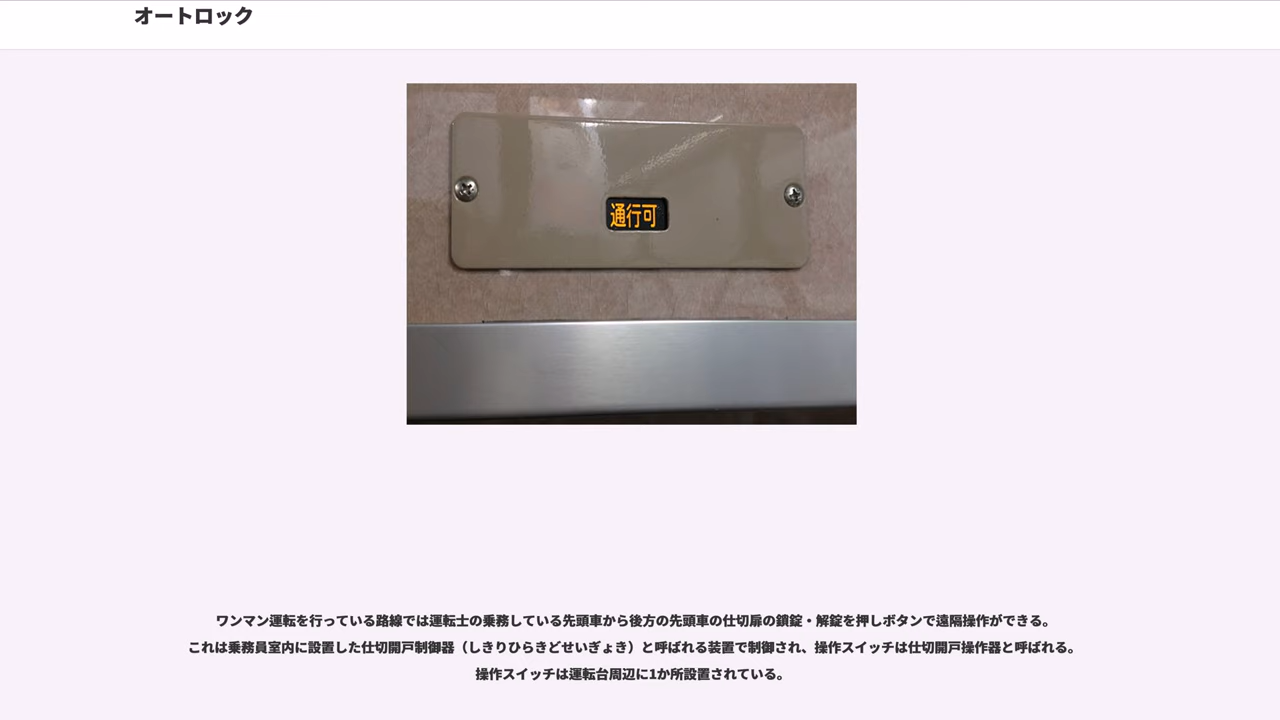 オートロック
通行可
ワンマン運転を行っている路線では運転士の乗務している先頭車から後方の先頭車の仕切扉の鎖錠・解錠を押しボタンで遠隔操作ができる。
これは乗務員室内に設置した仕切開戸制御器（しきりひらきどせいぎょき）と呼ばれる装置で制御され、操作スイッチは仕切開戸操作器と呼ばれる。
操作スイッチは運転台周辺に1か所設置されている。